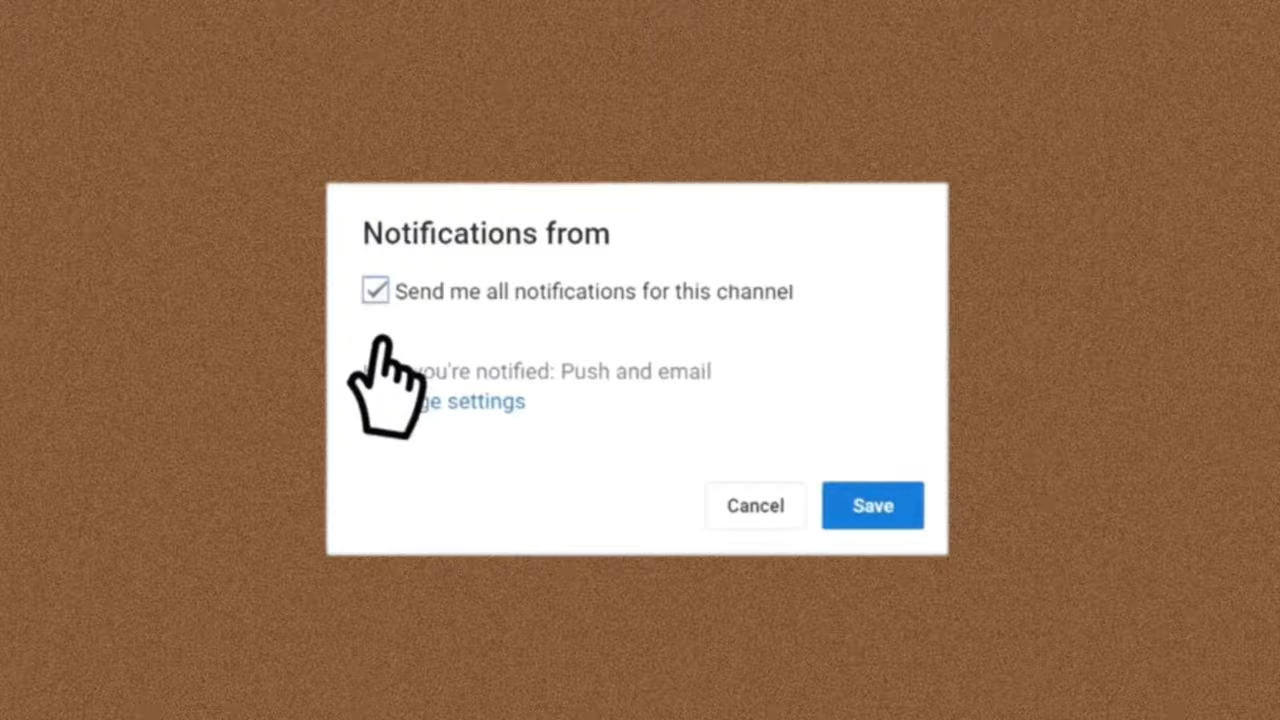 Notifications from
Send me all notifications for this channel
you're notified: Push and email
settings
Cancel
Save